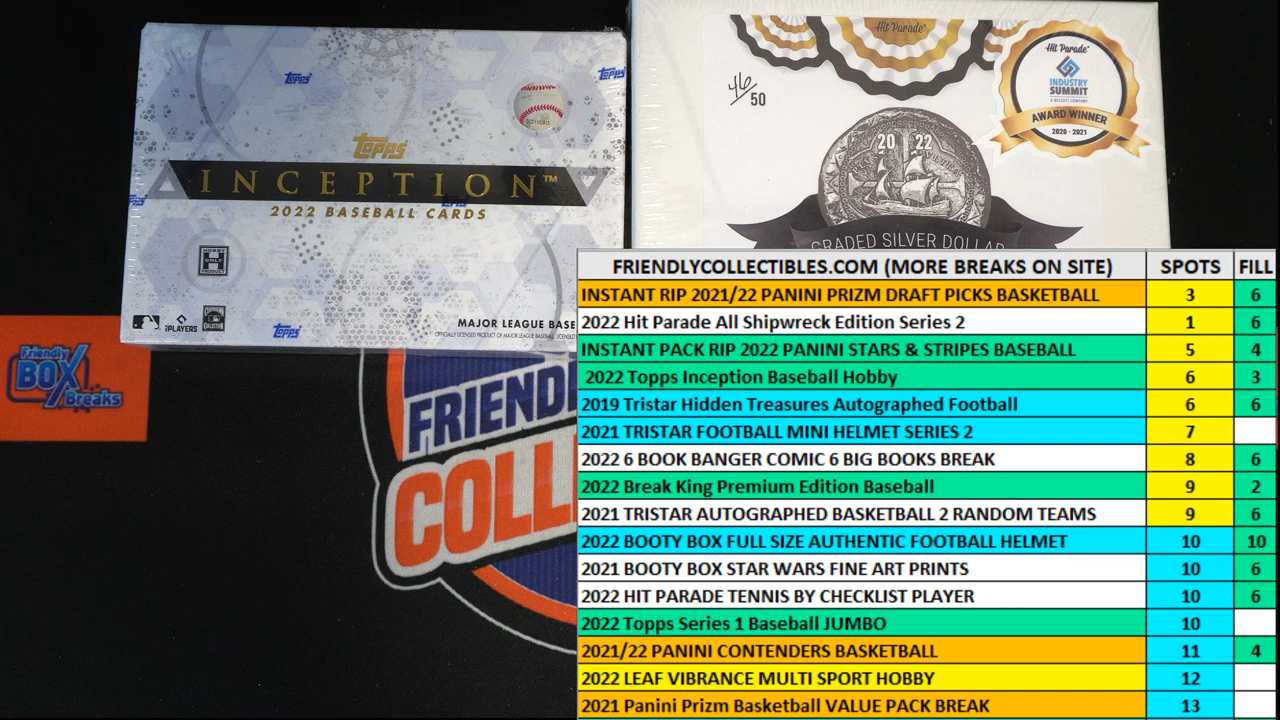 Topps
Topps
Topps
INCEPTION™
2022 BASEBALL CARDS
HOBBY
ONLY
PRODUCT
PLAYERS
Topps
MAJOR LEAGUE BASE
Hit Parade
46/50
Hit Parade
INDUSTRY
SUMMIT
AWARD WINNER
2020 - 2021
2022
GRADED SILVER DOLLAR
Friendly
BOX
Breaks
FRIEND
COLL
FRIENDLYCOLLECTIBLES.COM (MORE BREAKS ON SITE) SPOTS FILL
INSTANT RIP 2021/22 PANINI PRIZM DRAFT PICKS BASKETBALL 3 6
2022 Hit Parade All Shipwreck Edition Series 2 1 6
INSTANT PACK RIP 2022 PANINI STARS & STRIPES BASEBALL 5 4
2022 Topps Inception Baseball Hobby 6 3
2019 Tristar Hidden Treasures Autographed Football 6 6
2021 TRISTAR FOOTBALL MINI HELMET SERIES 2 7
2022 6 BOOK BANGER COMIC 6 BIG BOOKS BREAK 8 6
2022 Break King Premium Edition Baseball 9 2
2021 TRISTAR AUTOGRAPHED BASKETBALL 2 RANDOM TEAMS 9 6
2022 BOOTY BOX FULL SIZE AUTHENTIC FOOTBALL HELMET 10 10
2021 BOOTY BOX STAR WARS FINE ART PRINTS 10 6
2022 HIT PARADE TENNIS BY CHECKLIST PLAYER 10 6
2022 Topps Series 1 Baseball JUMBO 10
2021/22 PANINI CONTENDERS BASKETBALL 11 4
2022 LEAF VIBRANCE MULTI SPORT HOBBY 12
2021 Panini Prizm Basketball VALUE PACK BREAK 13